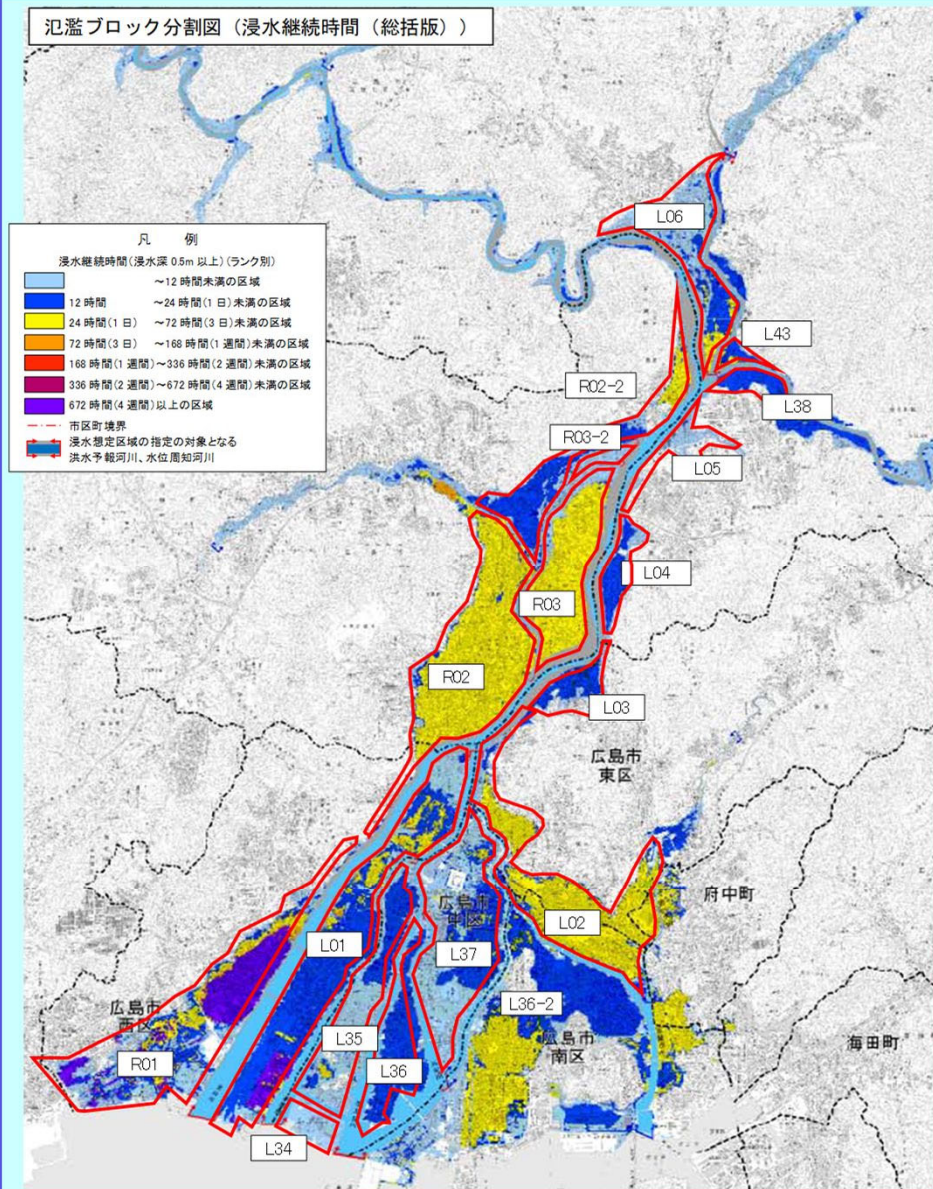 氾濫ブロック分割図（浸水継続時間（総括版））
凡　例
浸水継続時間(浸水深 0.5m 以上)(ランク別)
～12 時間未満の区域
12 時間　～24 時間(1 日)未満の区域
24 時間(1 日)　～72 時間(3 日)未満の区域
72 時間(3 日)　～168 時間(1 週間)未満の区域
168 時間(1 週間)～336 時間(2 週間)未満の区域
336 時間(2 週間)～672 時間(4 週間)未満の区域
672 時間(4 週間)以上の区域
市区町境界
浸水想定区域の指定の対象となる
洪水予報河川、水位周知河川
L06
L43
R02-2
L38
R03-2
L05
L04
R03
R02
L03
広島市
東区
府中町
広島市
中区
L02
L01
L37
L36-2
広島市
西区
広島市
南区
海田町
L35
R01
L36
L34